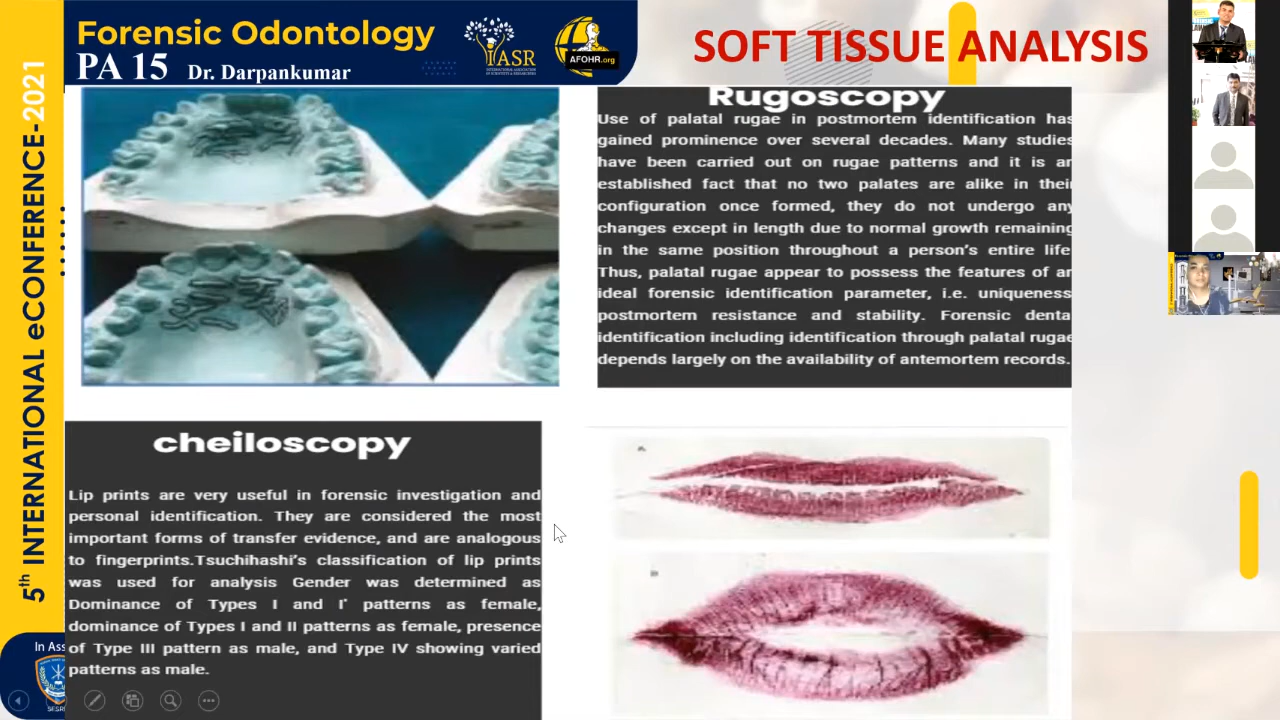 5th INTERNATIONAL eCONFERENCE-2021
Forensic Odontology
PA 15 Dr. Darpankumar
IASR
AFOHR.org
SOFT TISSUE ANALYSIS
Rugoscopy
Use of palatal rugae in postmortem identification has
gained prominence over several decades. Many studies
have been carried out on rugae patterns and it is an
established fact that no two palates are alike in their
configuration once formed, they do not undergo any
changes except in length due to normal growth remaining
in the same position throughout a person's entire life
Thus, palatal rugae appear to possess the features of an
ideal forensic identification parameter, i.e. uniqueness
postmortem resistance and stability. Forensic denta
identification including identification through palatal rugae
depends largely on the availability of antemortem records.
cheiloscopy
Lip prints are very useful in forensic investigation and
personal identification. They are considered the most
important forms of transfer evidence, and are analogous
to fingerprints.Tsuchihashi's classification of lip prints
was used for analysis Gender was determined as
Dominance of Types I and I' patterns as female,
dominance of Types I and II patterns as female, presence
of Type III pattern as male, and Type IV showing varied
patterns as male.
A
B
In Ass